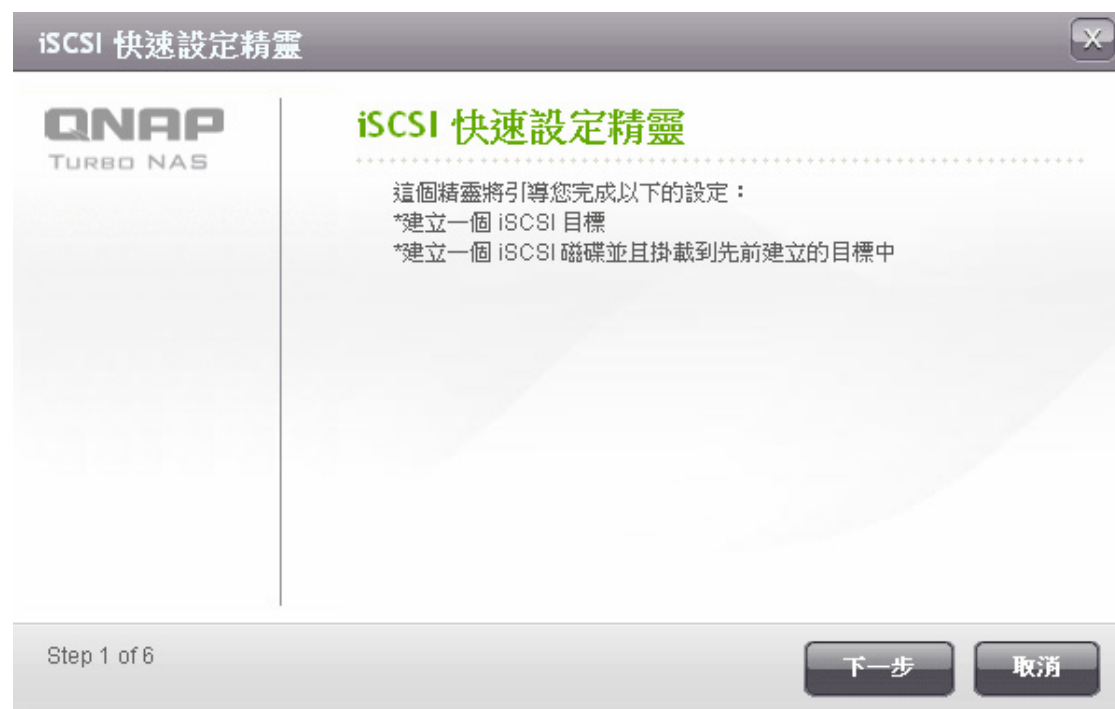 iSCSI 快速設定精靈
X
QNAP
TURBO NAS
iSCSI 快速設定精靈
這個精靈將引導您完成以下的設定：
*建立一個 iSCSI 目標
*建立一個 iSCSI 磁碟並且掛載到先前建立的目標中
Step 1 of 6
下一步
取消